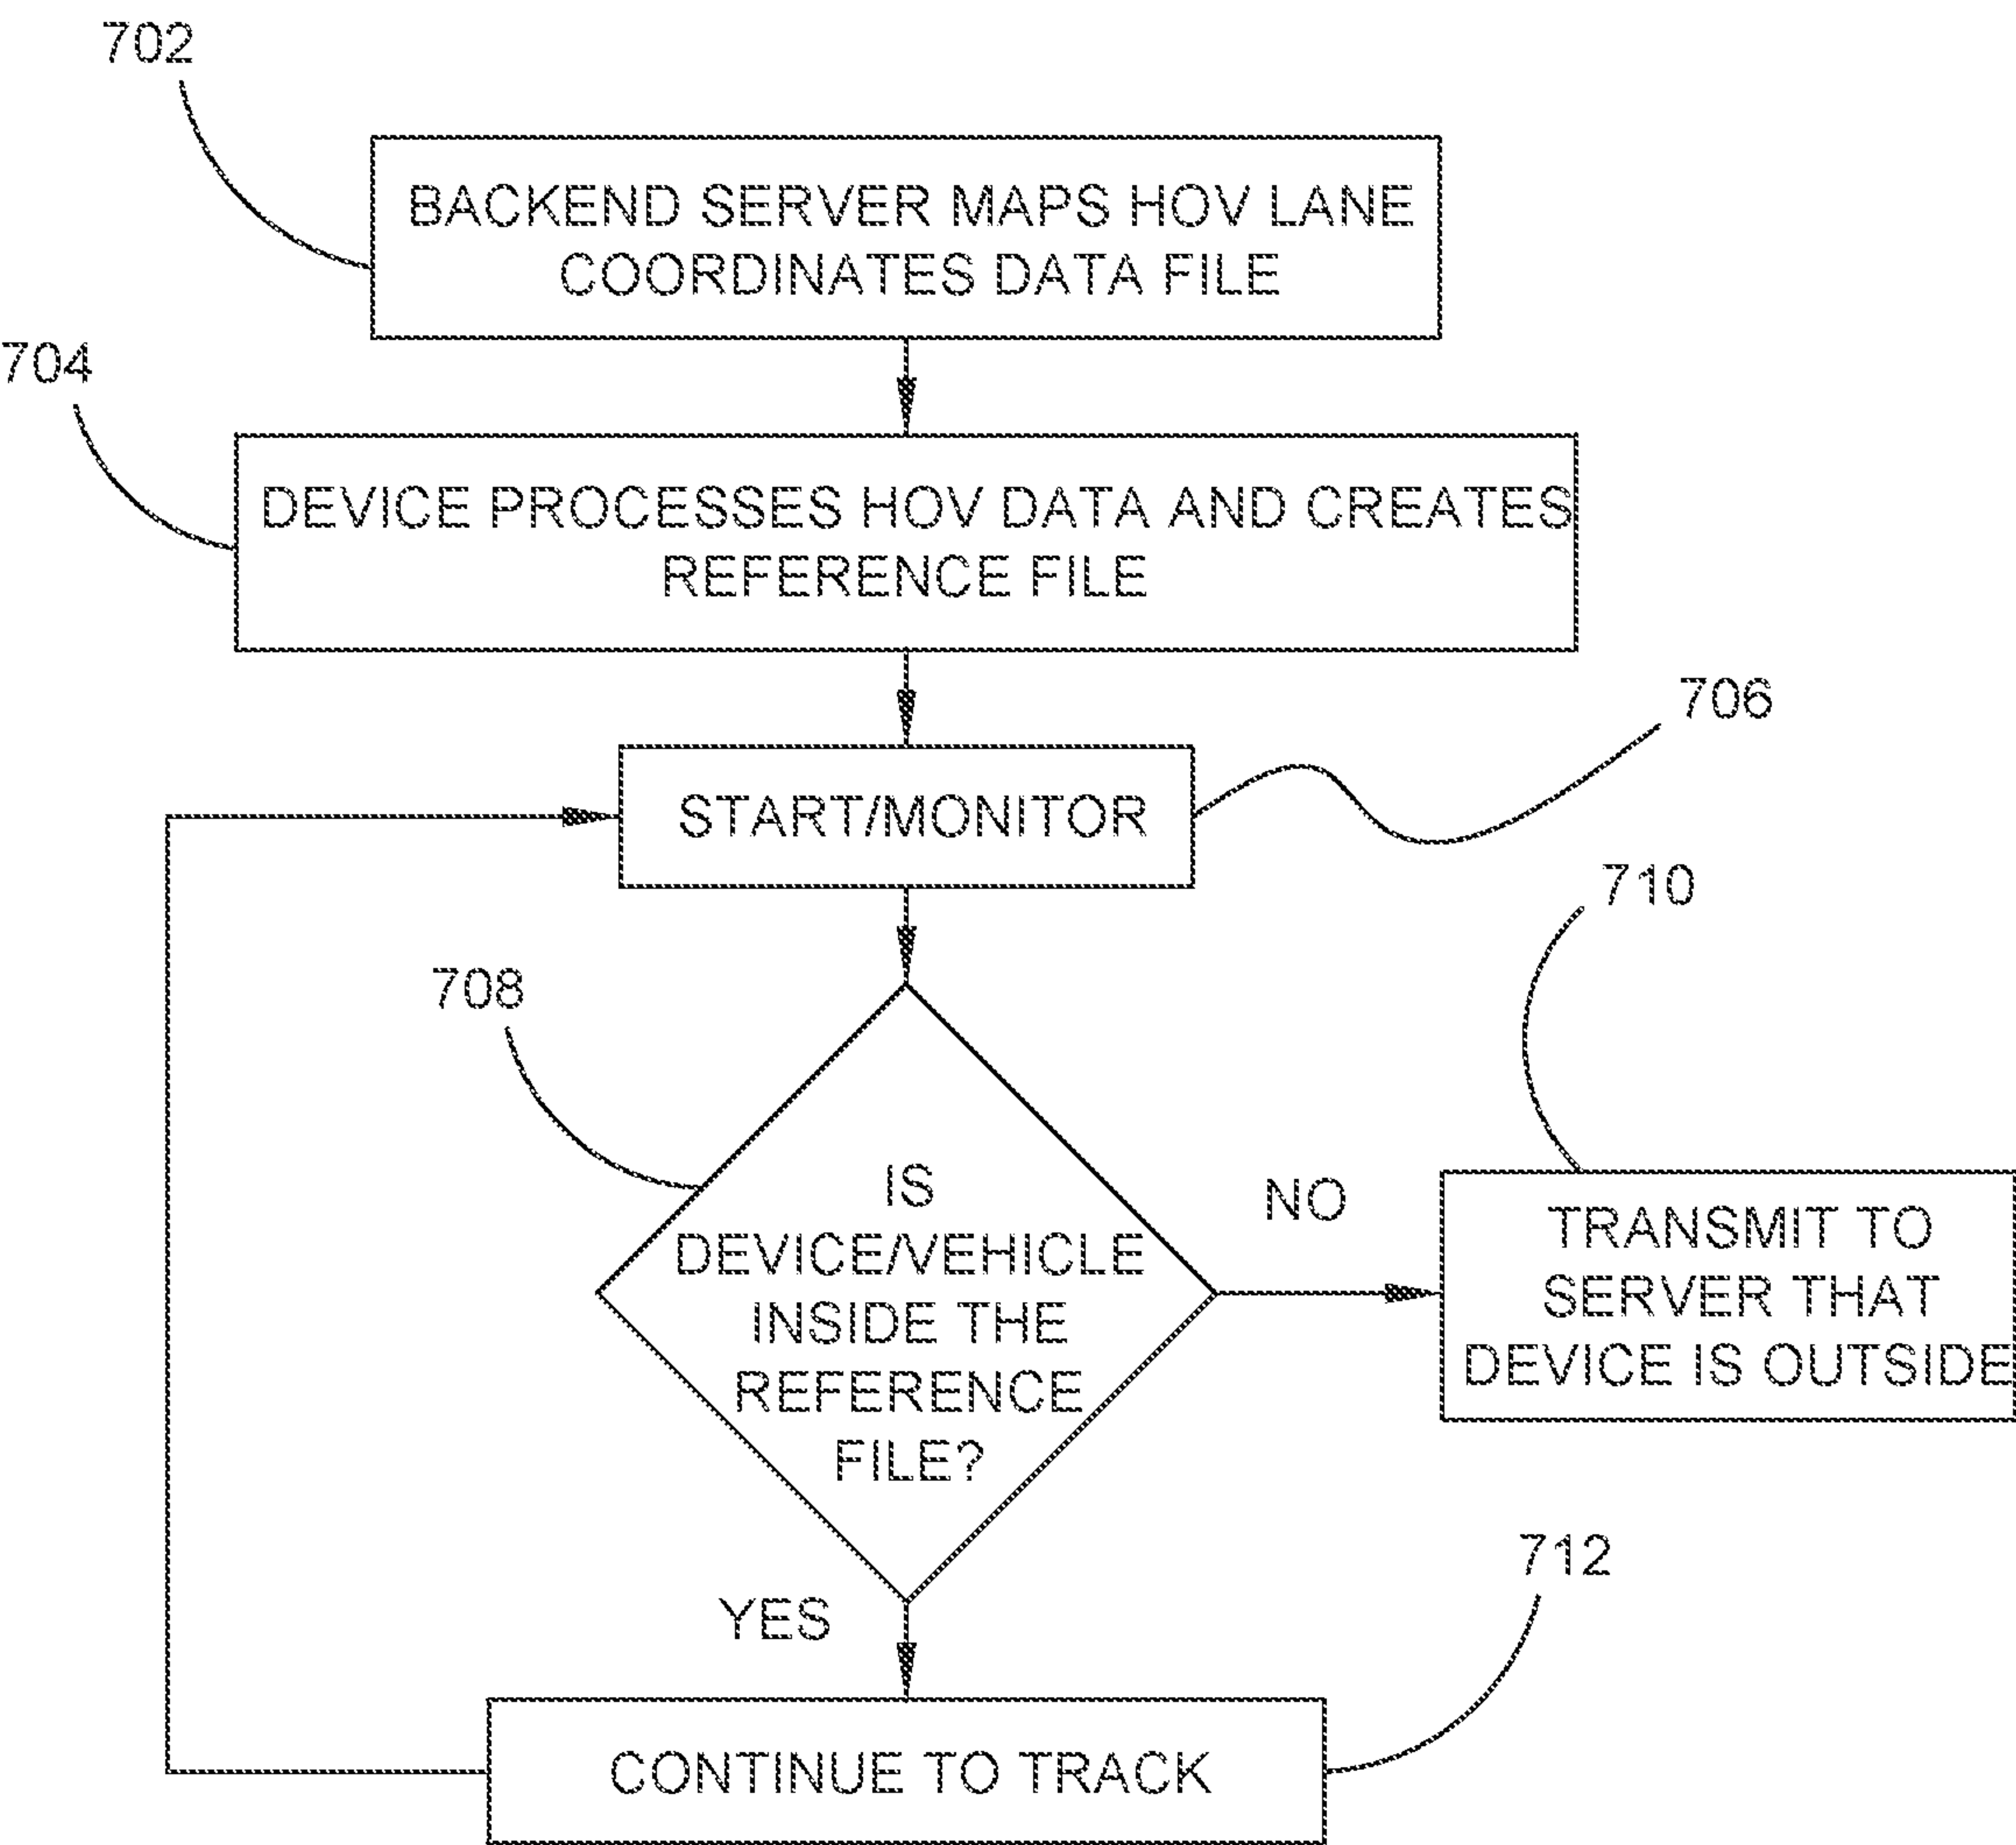 702
BACKEND SERVER MAPS HOV LANE
COORDINATES DATA FILE
704
DEVICE PROCESSES HOV DATA AND CREATES
REFERENCE FILE
706
START/MONITOR
710
708
IS
DEVICE/VEHICLE
INSIDE THE
REFERENCE
FILE?
NO
TRANSMIT TO
SERVER THAT
DEVICE IS OUTSIDE
712
YES
CONTINUE TO TRACK